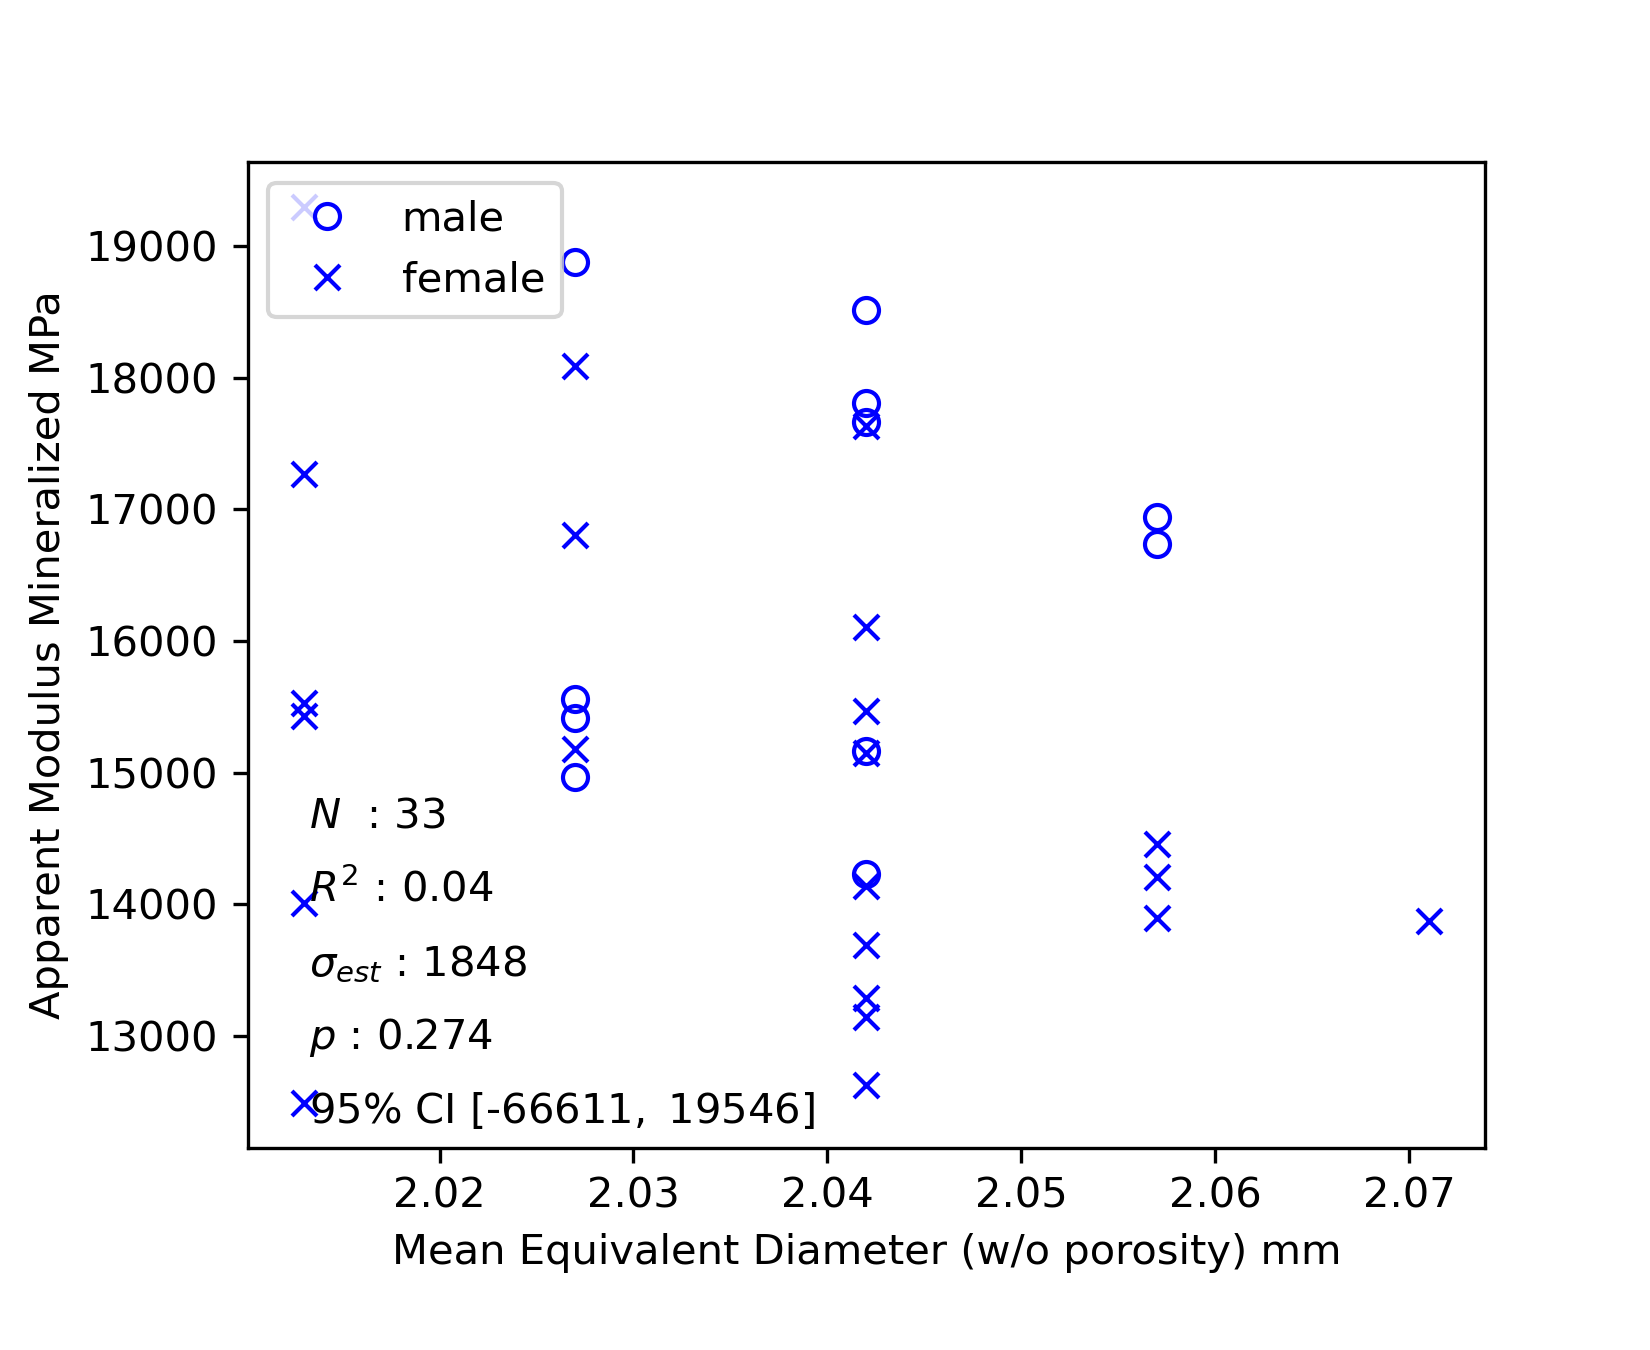 male
female
19000
18000
17000
16000
15000
14000
13000
Apparent Modulus Mineralized MPa
N : 33
R² : 0.04
σest : 1848
p : 0.274
95% CI [-66611, 19546]
2.02 2.03 2.04 2.05 2.06 2.07
Mean Equivalent Diameter (w/o porosity) mm